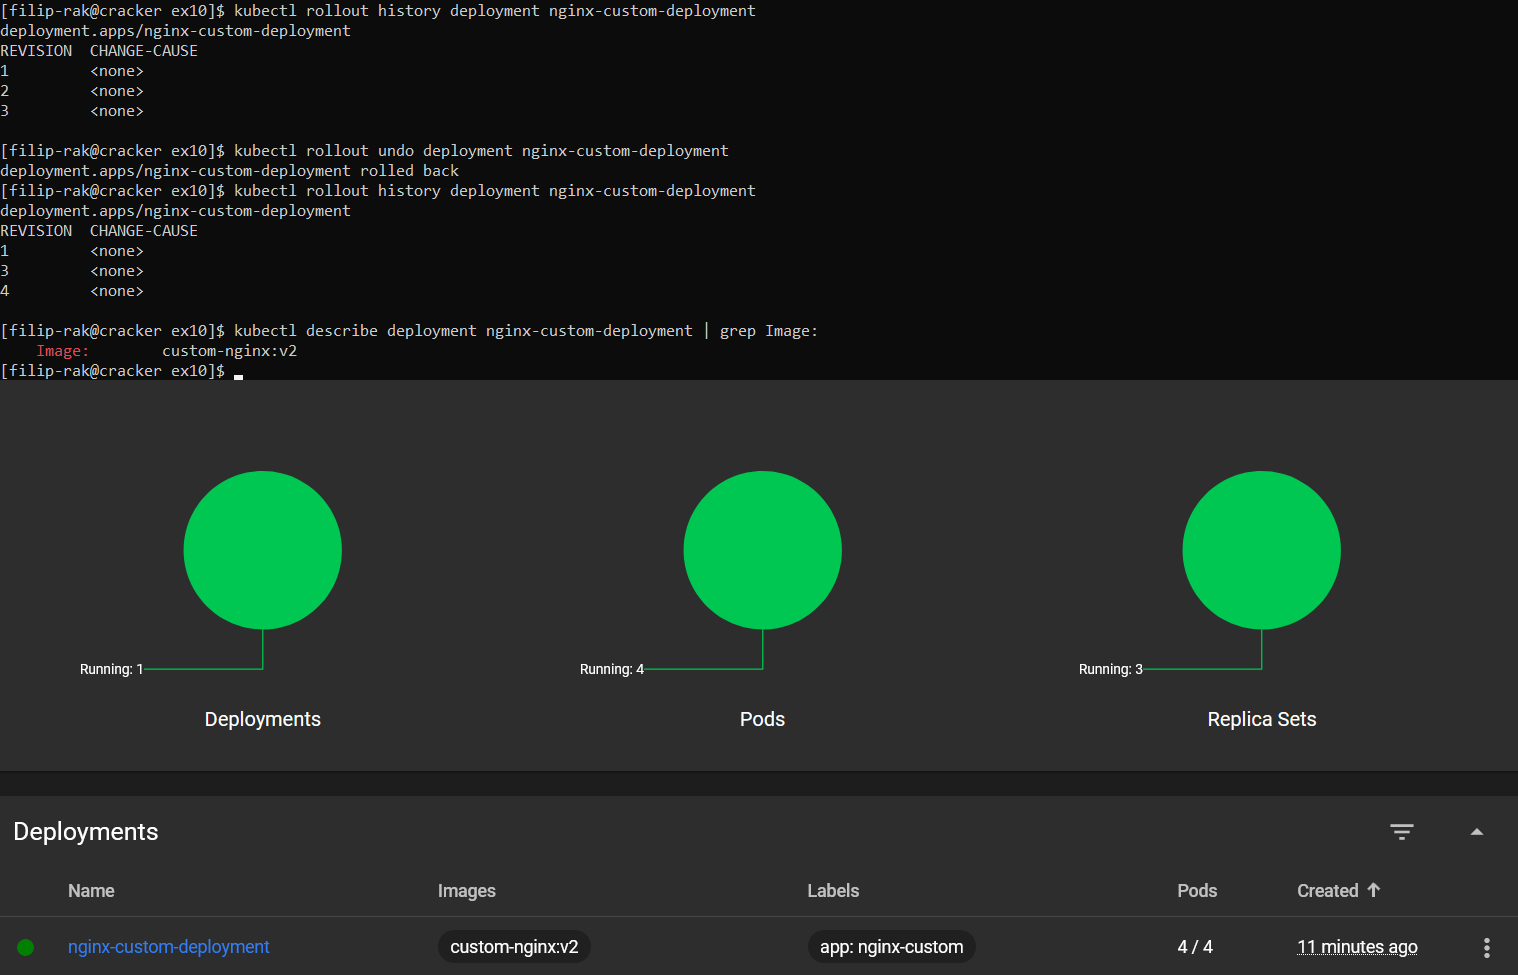 [filip-rak@cracker ex10]$ kubectl rollout history deployment nginx-custom-deployment
deployment.apps/nginx-custom-deployment
REVISION  CHANGE-CAUSE
1         <none>
2         <none>
3         <none>
[filip-rak@cracker ex10]$ kubectl rollout undo deployment nginx-custom-deployment
deployment.apps/nginx-custom-deployment rolled back
[filip-rak@cracker ex10]$ kubectl rollout history deployment nginx-custom-deployment
deployment.apps/nginx-custom-deployment
REVISION  CHANGE-CAUSE
1         <none>
3         <none>
4         <none>
[filip-rak@cracker ex10]$ kubectl describe deployment nginx-custom-deployment | grep Image:
    Image:        custom-nginx:v2
[filip-rak@cracker ex10]$
Running: 1
Running: 4
Running: 3
Deployments
Pods
Replica Sets
Deployments
Name Images Labels Pods Created
nginx-custom-deployment custom-nginx:v2 app: nginx-custom 4 / 4 11 minutes ago